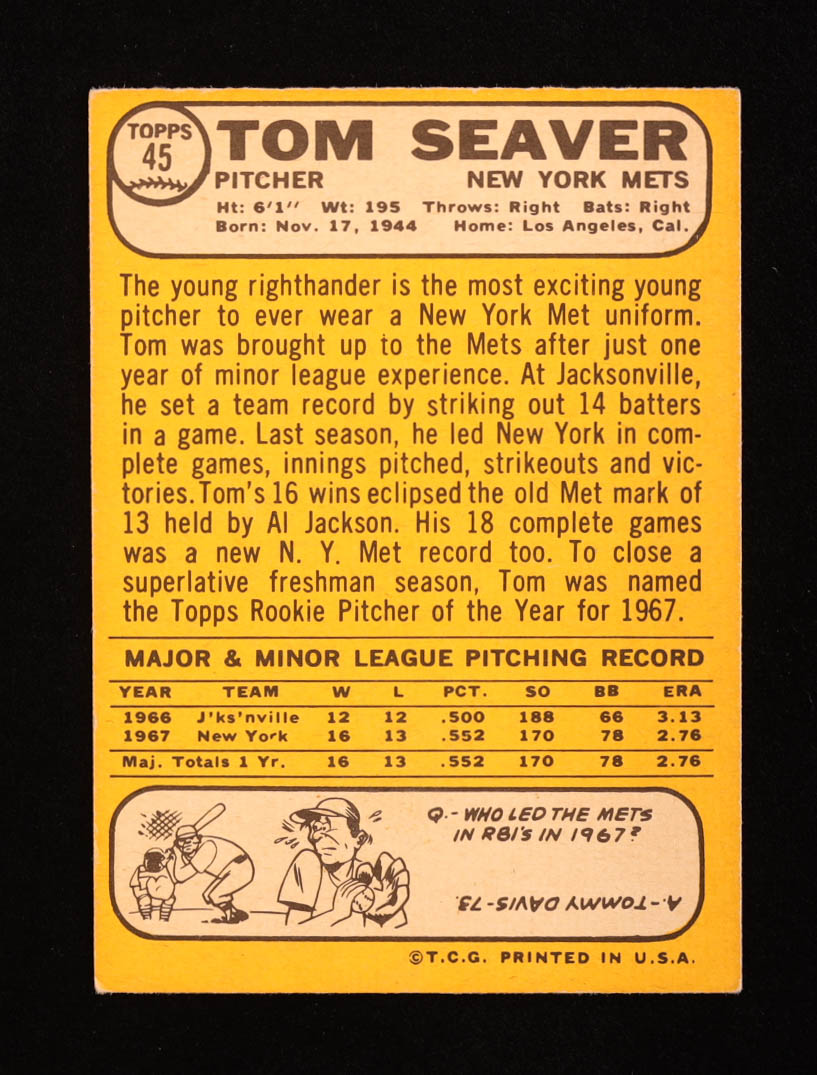 TOPPS
45
TOM SEAVER
PITCHER NEW YORK METS
Ht: 6'1" Wt: 195 Throws: Right Bats: Right
Born: Nov. 17, 1944 Home: Los Angeles, Cal.
The young righthander is the most exciting young
pitcher to ever wear a New York Met uniform.
Tom was brought up to the Mets after just one
year of minor league experience. At Jacksonville,
he set a team record by striking out 14 batters
in a game. Last season, he led New York in com-
plete games, innings pitched, strikeouts and vic-
tories. Tom's 16 wins eclipsed the old Met mark of
13 held by Al Jackson. His 18 complete games
was a new N. Y. Met record too. To close a
superlative freshman season, Tom was named
the Topps Rookie Pitcher of the Year for 1967.
MAJOR & MINOR LEAGUE PITCHING RECORD
YEAR TEAM W L PCT. SO BB ERA
1966 J'ks'nville 12 12 .500 188 66 3.13
1967 New York 16 13 .552 170 78 2.76
Maj. Totals 1 Yr. 16 13 .552 170 78 2.76
Q.- WHO LED THE METS
IN RBI'S IN 1967?
A.- TOMMY DAVIS-73.
©T.C.G. PRINTED IN U.S.A.